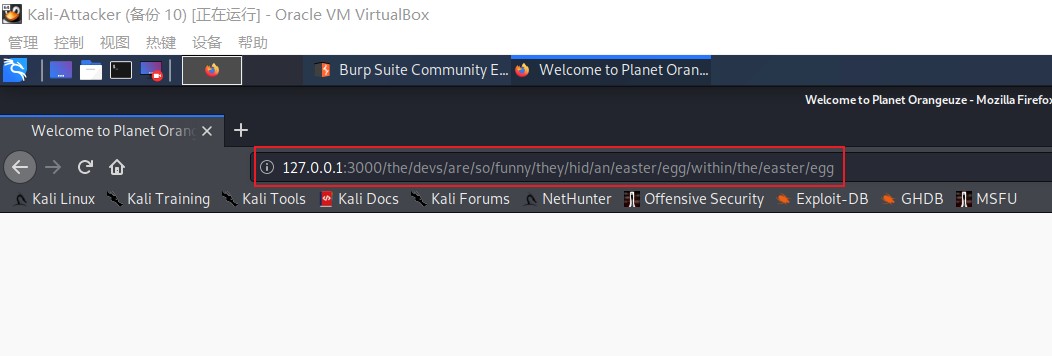 Kali-Attacker (备份 10) [正在运行] - Oracle VM VirtualBox
管理 控制 视图 热键 设备 帮助
Burp Suite Community E... Welcome to Planet Oran...
Welcome to Planet Orangeuze - Mozilla Firefox
Welcome to Planet Oran
127.0.0.1:3000/the/devs/are/so/funny/they/hid/an/easter/egg/within/the/easter/egg
Kali Linux Kali Training Kali Tools Kali Docs Kali Forums NetHunter Offensive Security Exploit-DB GHDB MSFU